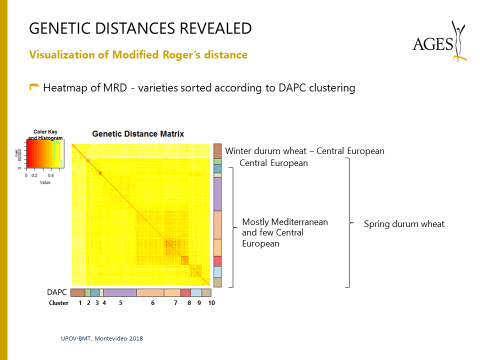 GENETIC DISTANCES REVEALED
Visualization of Modified Roger's distance
AGES
Heatmap of MRD - varieties sorted according to DAPC clustering
Color Key
and Histogram
0 0.2 0.6
Value
Genetic Distance Matrix
Winter durum wheat – Central European
Central European
Mostly Mediterranean
and few Central
European
Spring durum wheat
DAPC
Cluster 1 2 3 4 5 6 7 8 9 10
UPOV-BMT, Montevideo 2018